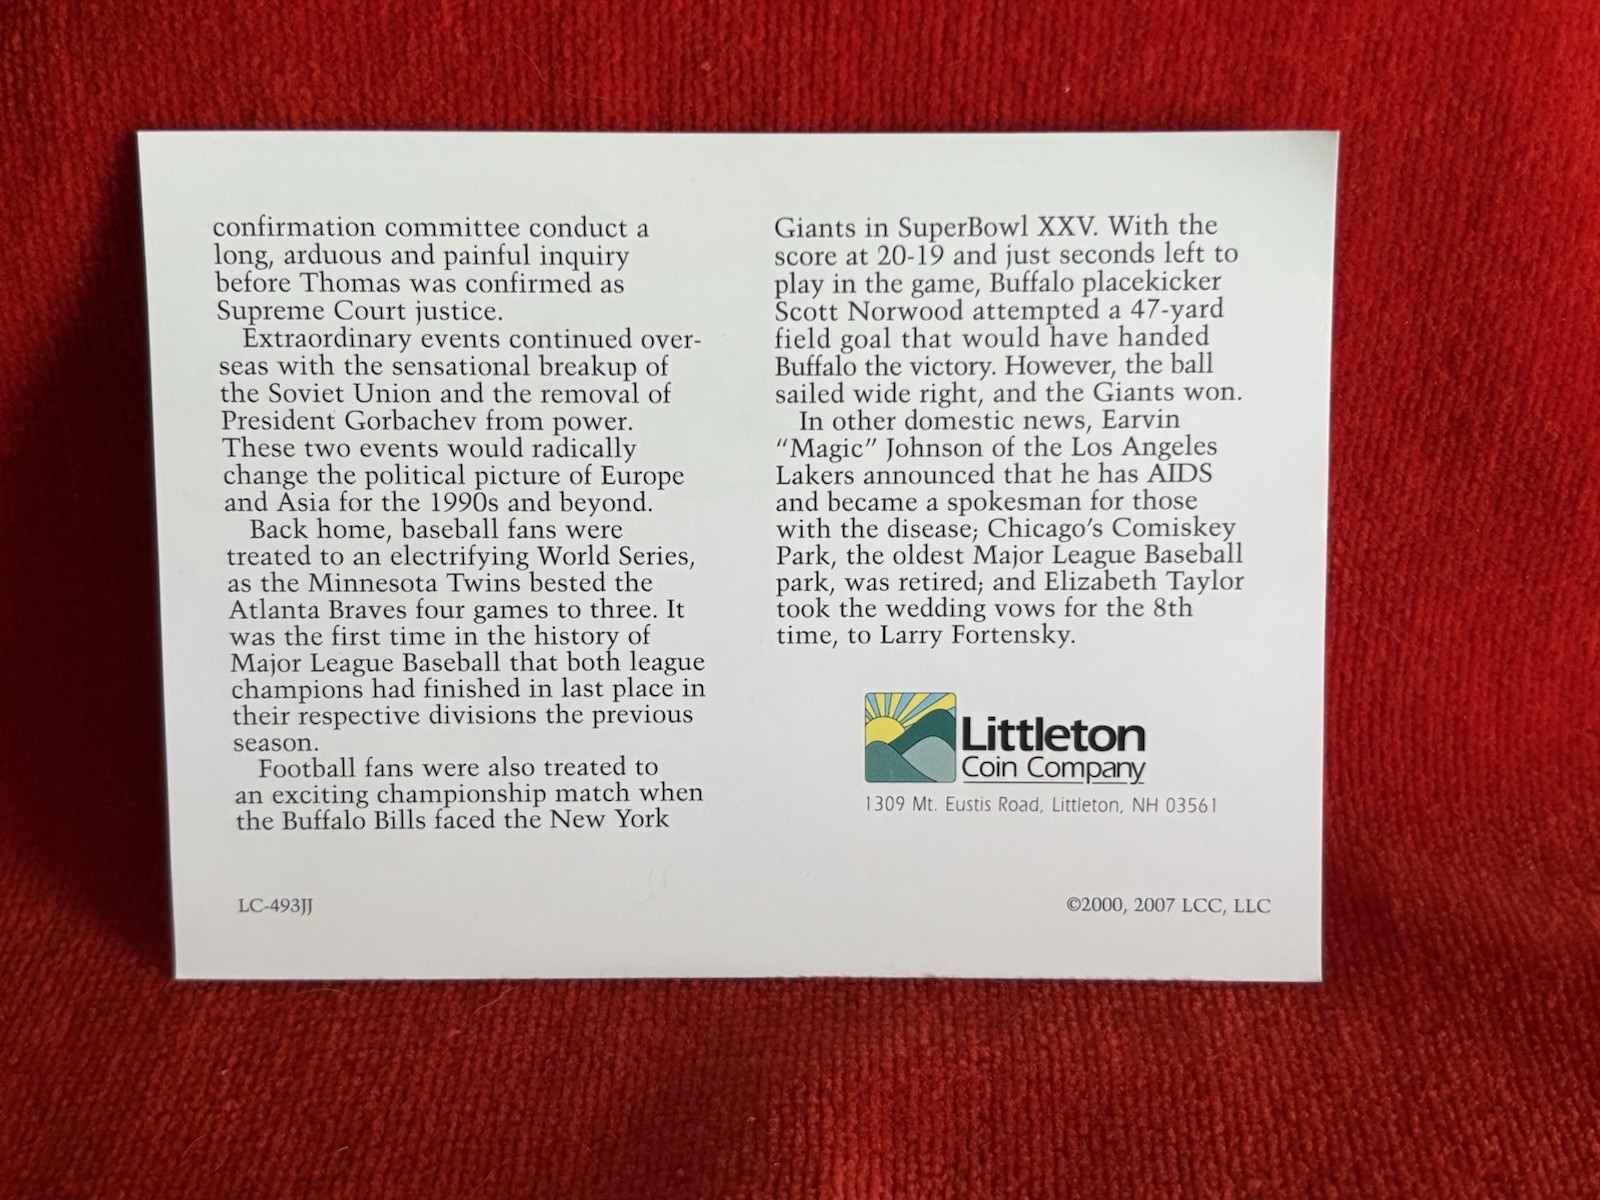 confirmation committee conduct a
long, arduous and painful inquiry
before Thomas was confirmed as
Supreme Court justice.
Extraordinary events continued over-
seas with the sensational breakup of
the Soviet Union and the removal of
President Gorbachev from power.
These two events would radically
change the political picture of Europe
and Asia for the 1990s and beyond.
Back home, baseball fans were
treated to an electrifying World Series,
as the Minnesota Twins bested the
Atlanta Braves four games to three. It
was the first time in the history of
Major League Baseball that both league
champions had finished in last place in
their respective divisions the previous
season.
Football fans were also treated to
an exciting championship match when
the Buffalo Bills faced the New York
Giants in SuperBowl XXV. With the
score at 20-19 and just seconds left to
play in the game, Buffalo placekicker
Scott Norwood attempted a 47-yard
field goal that would have handed
Buffalo the victory. However, the ball
sailed wide right, and the Giants won.
In other domestic news, Earvin
“Magic” Johnson of the Los Angeles
Lakers announced that he has AIDS
and became a spokesman for those
with the disease; Chicago’s Comiskey
Park, the oldest Major League Baseball
park, was retired; and Elizabeth Taylor
took the wedding vows for the 8th
time, to Larry Fortensky.
Littleton
Coin Company
1309 Mt. Eustis Road, Littleton, NH 03561
LC-493JJ
©2000, 2007 LCC, LLC